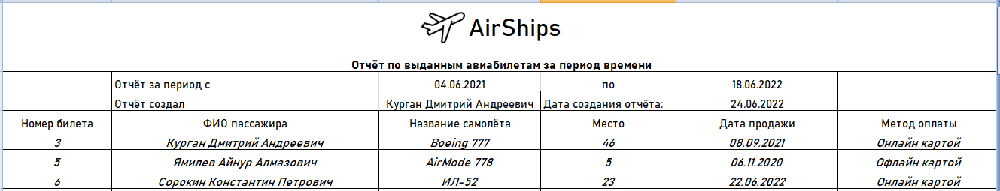 AirShips
Отчёт по выданным авиабилетам за период времени
Отчёт за период с 04.06.2021 по 18.06.2022
Отчёт создал Курган Дмитрий Андреевич Дата создания отчёта: 24.06.2022
Номер билета ФИО пассажира Название самолёта Место Дата продажи Метод оплаты
3 Курган Дмитрий Андреевич Boeing 777 46 08.09.2021 Онлайн картой
5 Ямилев Айнур Алмазович AirMode 778 5 06.11.2020 Офлайн картой
6 Сорокин Константин Петрович ИЛ-52 23 22.06.2022 Онлайн картой